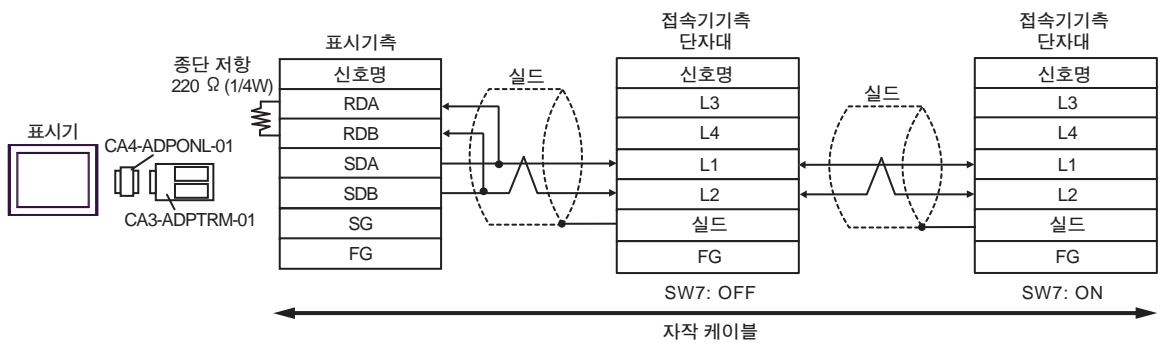 표시기
CA4-ADPONL-01
CA3-ADPTRM-01
종단 저항
220 Ω (1/4W)
표시기측
신호명
RDA
RDB
SDA
SDB
SG
FG
실드
접속기기측
단자대
신호명
L3
L4
L1
L2
실드
FG
SW7: OFF
실드
접속기기측
단자대
신호명
L3
L4
L1
L2
실드
FG
SW7: ON
자작 케이블